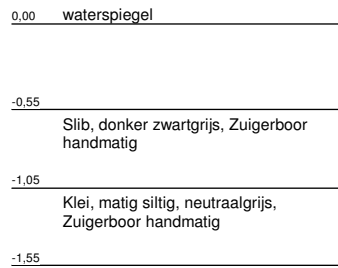 0,00 waterspiegel
-0,55
Slib, donker zwartgrijs, Zuigerboor
handmatig
-1,05
Klei, matig siltig, neutraalgrijs,
Zuigerboor handmatig
-1,55